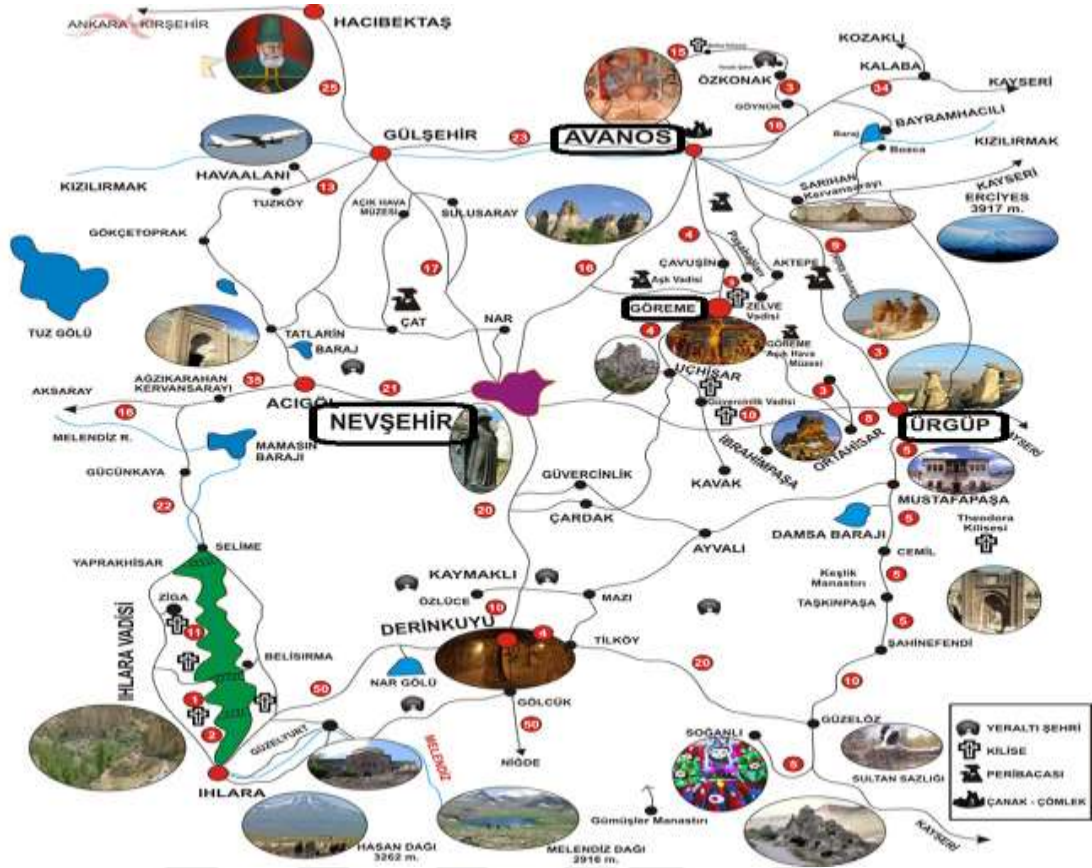 ANKARA - KIRŞEHİR
HACIBEKTAŞ
25
GÜLŞEHİR
23
AVANOS
15
ÖZKONAK
3
GÖYNÜK
16
34
KOZAKLI
KALABA
KAYSERİ
BAYRAMHACILI
Baraj
Bozca
KIZILIRMAK
KIZILIRMAK
HAVAALANI
13
TUZKÖY
AÇIK HAVA
MÜZESİ
SULUSARAY
SARIHAN
Kervansarayı
KAYSERİ
ERCİYES
3917 m.
GÖKÇETOPRAK
17
16
4
ÇAVUŞİN
Paşabağları
AKTEPE
9
Aşk Vadisi
TUZ GÖLÜ
ÇAT
NAR
GÖREME
ZELVE
Vadisi
TATLARİN
BARAJ
4
GÖREME
Açık Hava
Müzesi
3
UÇHİSAR
3
AĞZIKARAHAN
KERVANSARAYI
35
AKSARAY
21
ACIGÖL
NEVŞEHİR
Güvercinlik Vadisi
10
8
ÜRGÜP
16
MELENDİZ R.
MAMASIN
BARAJI
İBRAHİMPAŞA
ORTAHİSAR
5
GÜCÜNKAYA
GÜVERCİNLİK
KAVAK
MUSTAFAPAŞA
22
20
ÇARDAK
DAMSA BARAJI
5
Theodora
Kilisesi
AYVALI
CEMİL
SELİME
YAPRAKHİSAR
KAYMAKLI
Keşlik
Manastırı
5
ZİGA
ÖZLÜCE
10
MAZI
TAŞKINPAŞA
IHLARA VADİSİ
11
DERİNKUYU
4
TİLKÖY
5
ŞAHİNEFENDİ
BELİSIRMA
20
NAR GÖLÜ
10
50
1
2
GÖLCÜK
50
GÜZELÖZ
GÜZELYURT
MELENDİZ
SOĞANLI
5
NİĞDE
SULTAN SAZLIĞI
IHLARA
Gümüşler Manastırı
HASAN DAĞI
3262 m.
MELENDİZ DAĞI
2916 m.
KAYSERİ
YERALTI ŞEHRİ
KİLİSE
PERİBACASI
ÇANAK - ÇÖMLEK